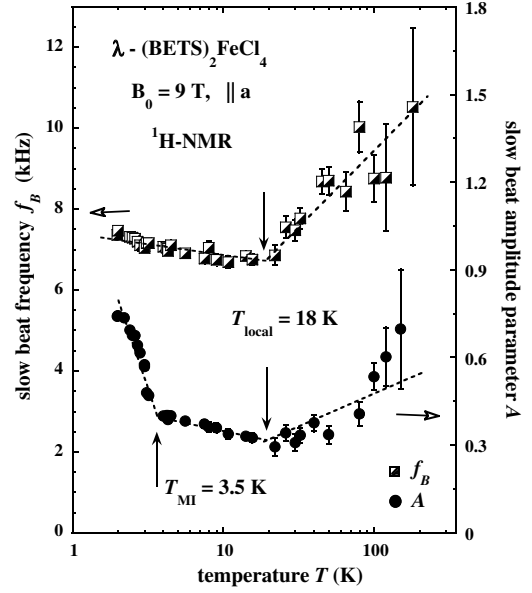 λ - (BETS)₂FeCl₄
B₀ = 9 T, || a
¹H-NMR
T_local = 18 K
T_MI = 3.5 K
f_B
A
slow beat frequency f_B (kHz)
12
10
8
6
4
2
0
slow beat amplitude parameter A
1.8
1.5
1.2
0.9
0.6
0.3
0.0
1
10
100
temperature T (K)